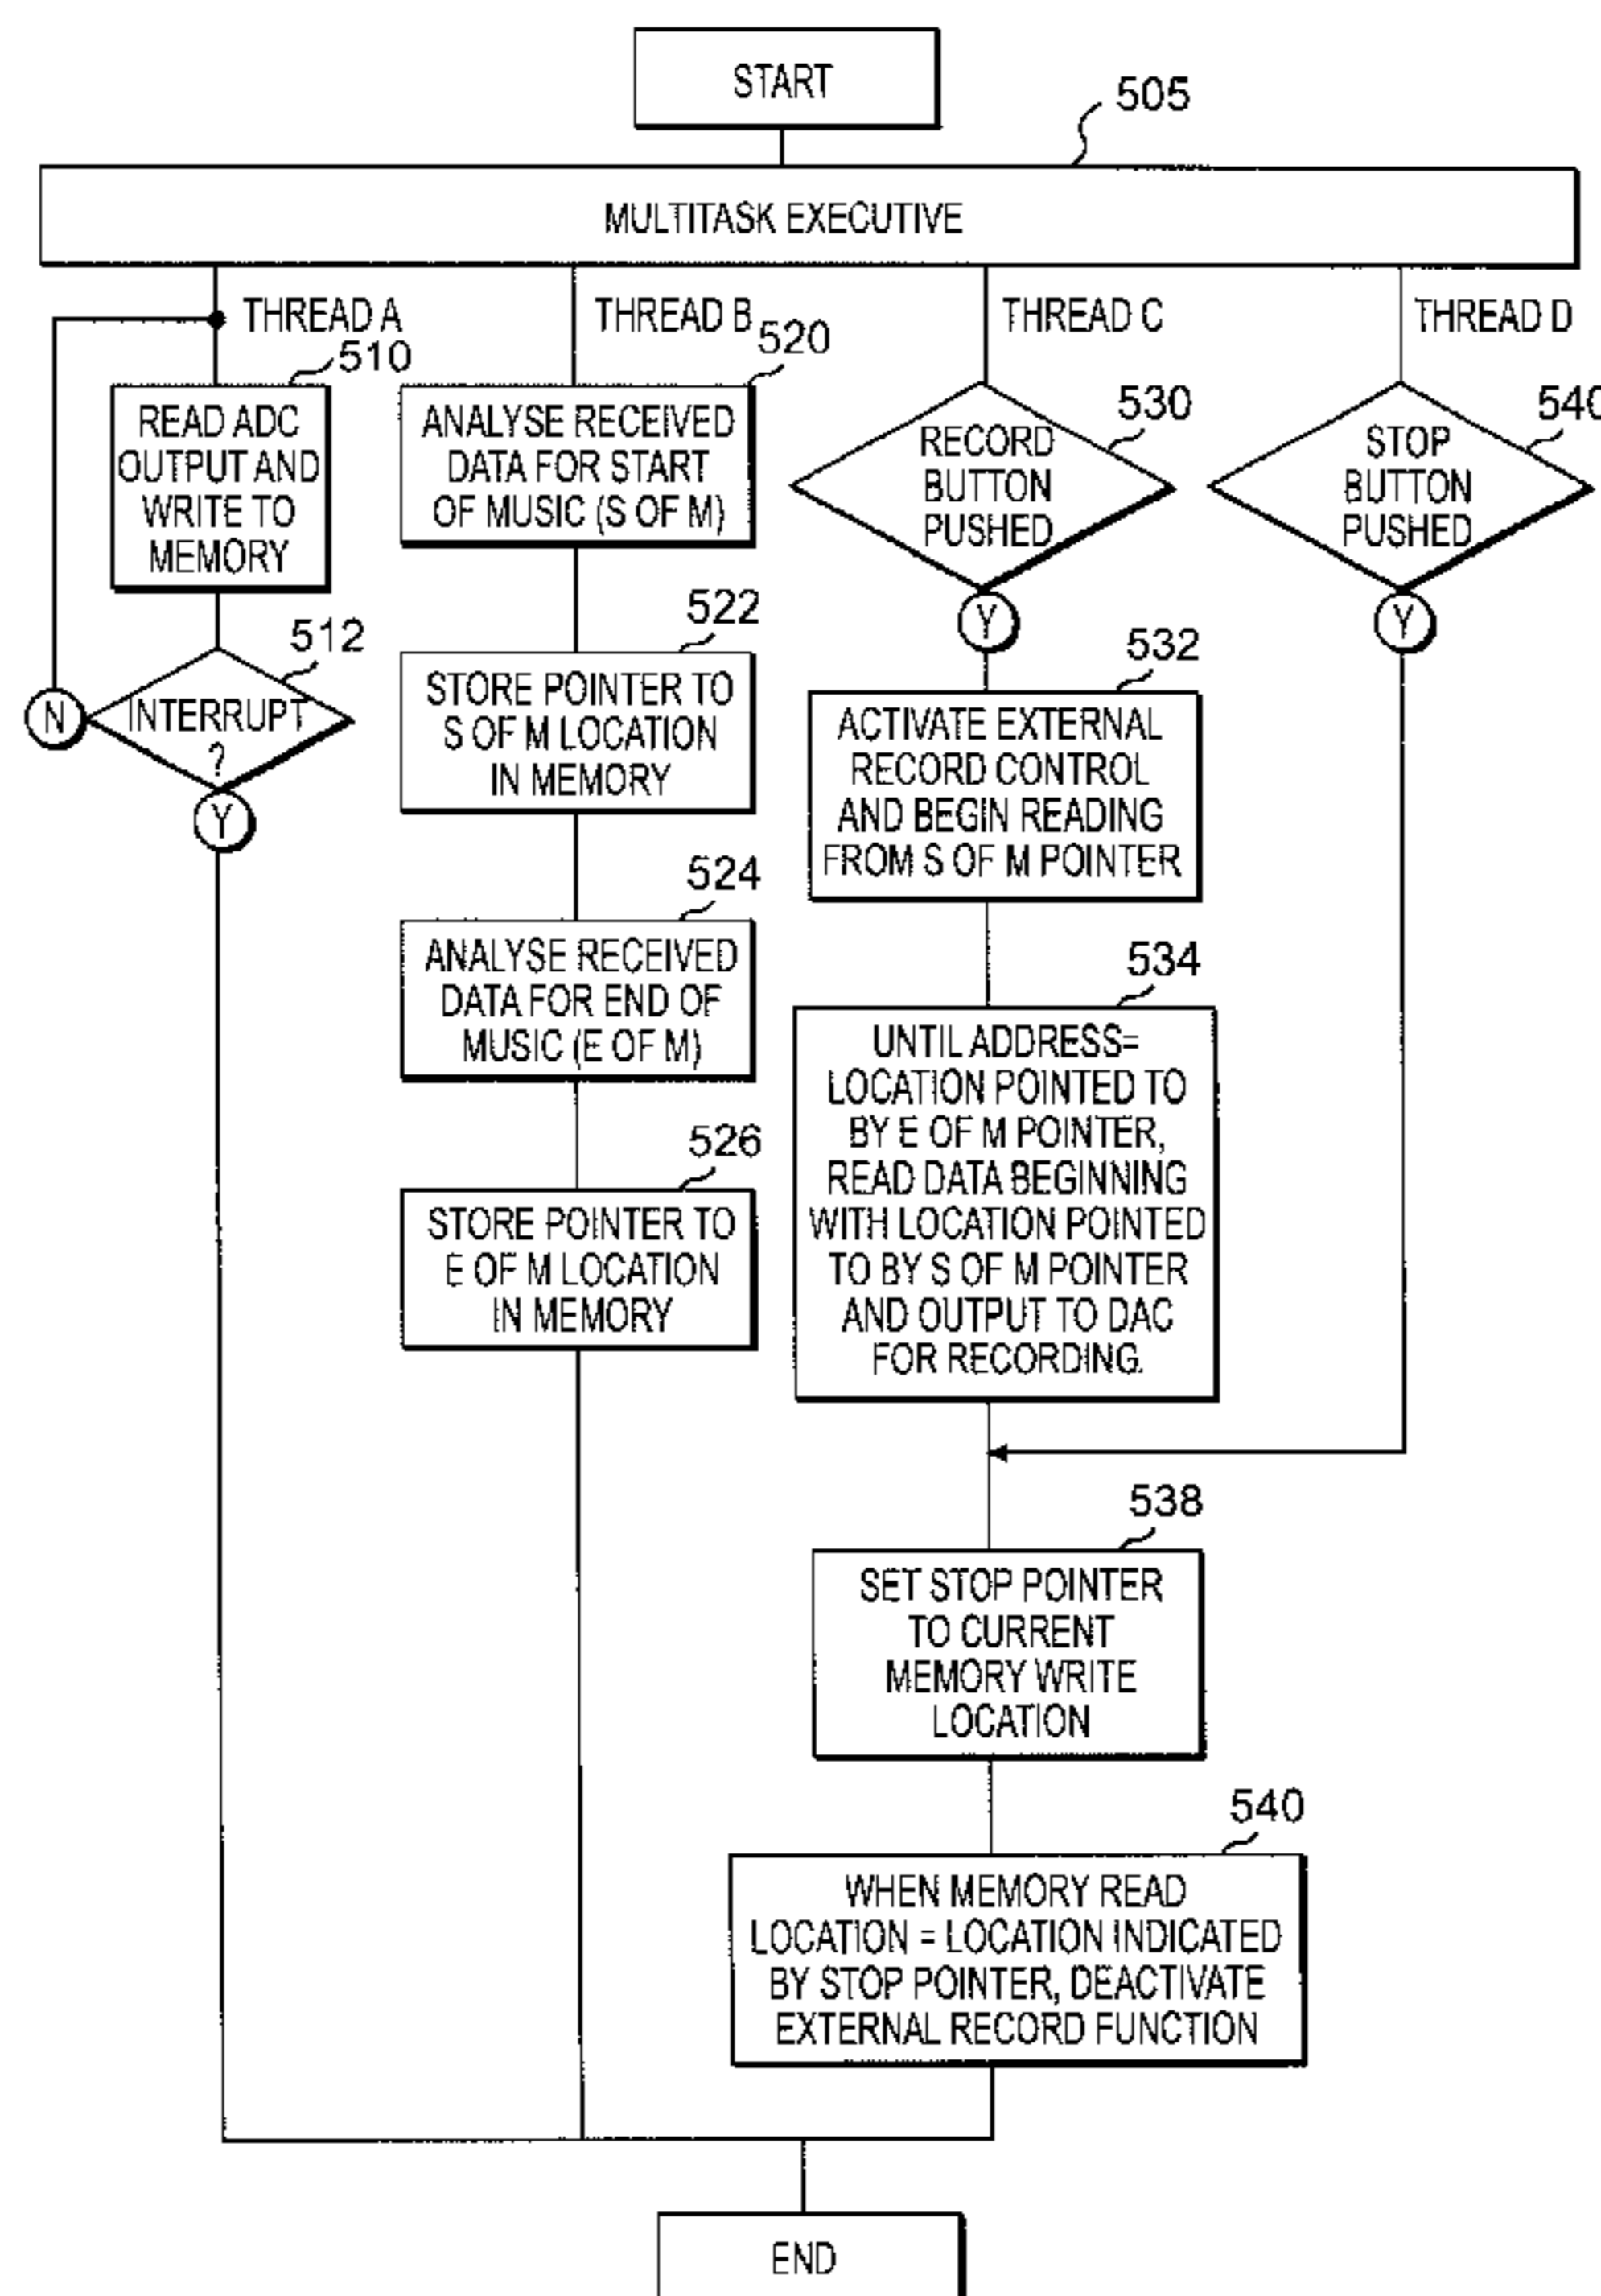 START
505
MULTITASK EXECUTIVE
THREAD A
THREAD B
THREAD C
THREAD D
510
READ ADC
OUTPUT AND
WRITE TO
MEMORY
512
INTERRUPT
?
N
Y
520
ANALYSE RECEIVED
DATA FOR START
OF MUSIC (S OF M)
522
STORE POINTER TO
S OF M LOCATION
IN MEMORY
524
ANALYSE RECEIVED
DATA FOR END OF
MUSIC (E OF M)
526
STORE POINTER TO
E OF M LOCATION
IN MEMORY
530
RECORD
BUTTON
PUSHED
Y
532
ACTIVATE EXTERNAL
RECORD CONTROL
AND BEGIN READING
FROM S OF M POINTER
534
UNTIL ADDRESS=
LOCATION POINTED TO
BY E OF M POINTER,
READ DATA BEGINNING
WITH LOCATION POINTED
TO BY S OF M POINTER
AND OUTPUT TO DAC
FOR RECORDING.
540
STOP
BUTTON
PUSHED
Y
538
SET STOP POINTER
TO CURRENT
MEMORY WRITE
LOCATION
540
WHEN MEMORY READ
LOCATION = LOCATION INDICATED
BY STOP POINTER, DEACTIVATE
EXTERNAL RECORD FUNCTION
END